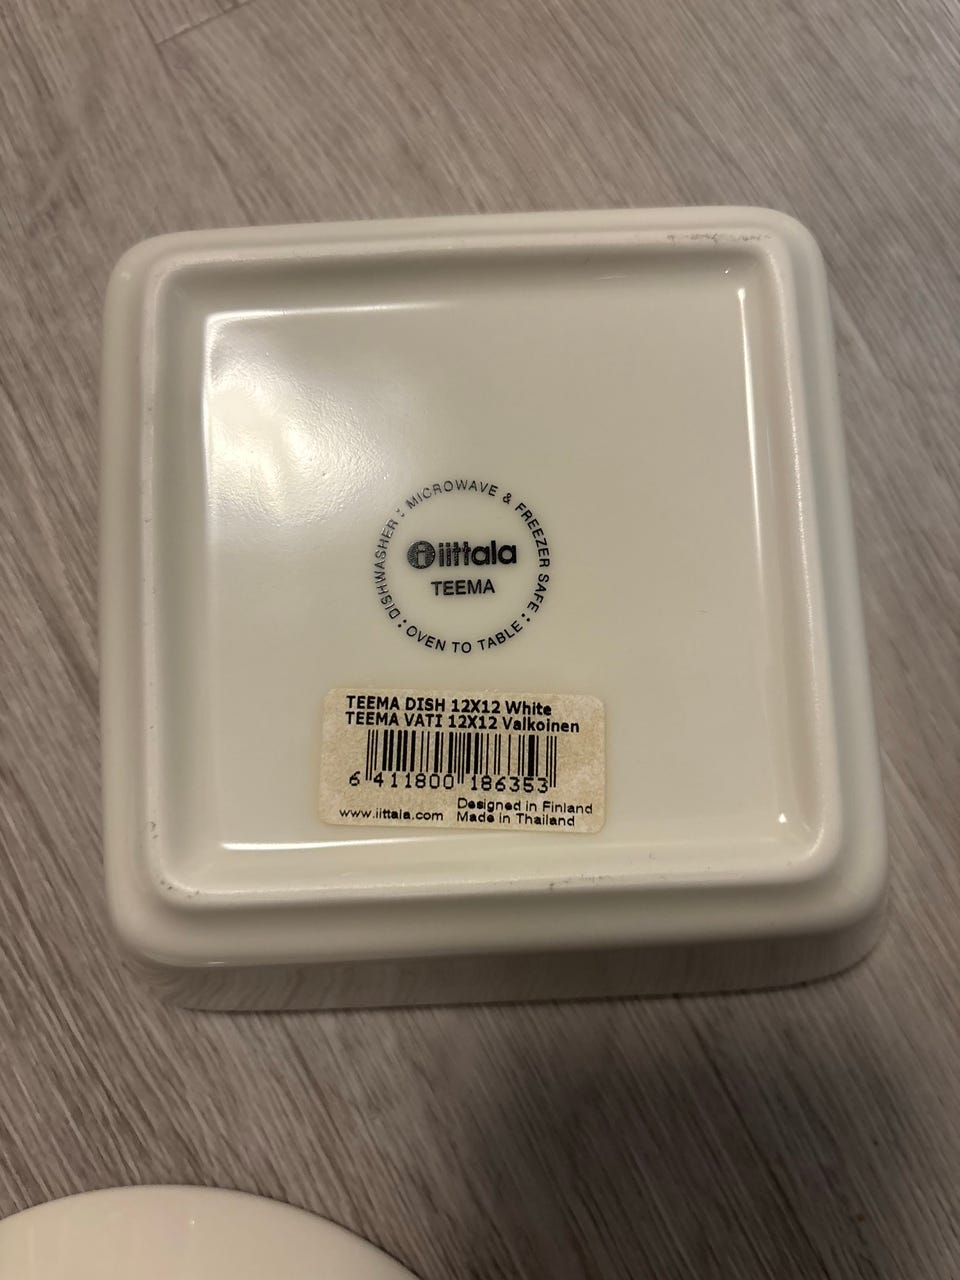 MICROWAVE & FREEZER SAFE : OVEN TO TABLE : DISHWASHER :
iittala
TEEMA
TEEMA DISH 12X12 White
TEEMA VATI 12X12 Valkoinen
6 411800 186353
www.iittala.com
Designed in Finland
Made in Thailand